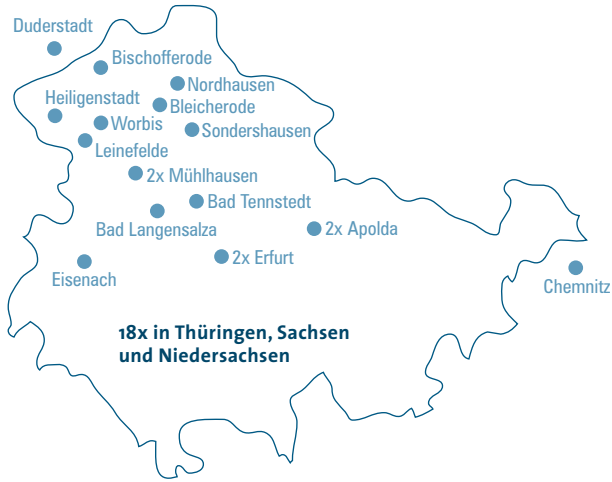 Duderstadt
Bischofferode
Nordhausen
Heiligenstadt
Bleicherode
Worbis
Sondershausen
Leinefelde
2x Mühlhausen
Bad Tennstedt
Bad Langensalza
2x Apolda
2x Erfurt
Eisenach
Chemnitz
18x in Thüringen, Sachsen
und Niedersachsen